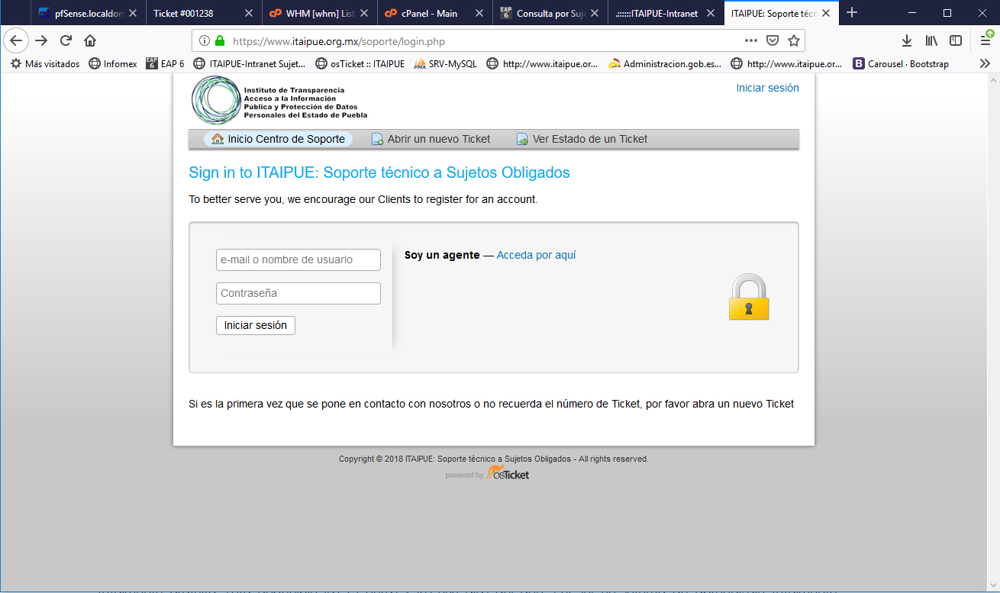 pfSense.localdom
Ticket #001238
WHM [whm] List
cPanel - Main
EAP 6 Consulta por Suje
.::::::ITAIPUE-Intranet
ITAIPUE: Soporte técn
https://www.itaipue.org.mx/soporte/login.php
Más visitados
Infomex
EAP 6 EAP 6
ITAIPUE-Intranet Sujet...
osTicket :: ITAIPUE
PMA SRV-MySQL
http://www.itaipue.or...
Administracion.gob.es...
http://www.itaipue.or...
B Carousel · Bootstrap
Instituto de Transparencia
Acceso a la Información
Pública y Protección de Datos
Personales del Estado de Puebla
Iniciar sesión
Inicio Centro de Soporte
Abrir un nuevo Ticket
Ver Estado de un Ticket
Sign in to ITAIPUE: Soporte técnico a Sujetos Obligados
To better serve you, we encourage our Clients to register for an account.
e-mail o nombre de usuario
Contraseña
Iniciar sesión
Soy un agente — Acceda por aquí
Si es la primera vez que se pone en contacto con nosotros o no recuerda el número de Ticket, por favor abra un nuevo Ticket
Copyright © 2018 ITAIPUE: Soporte técnico a Sujetos Obligados - All rights reserved.
powered by osTicket